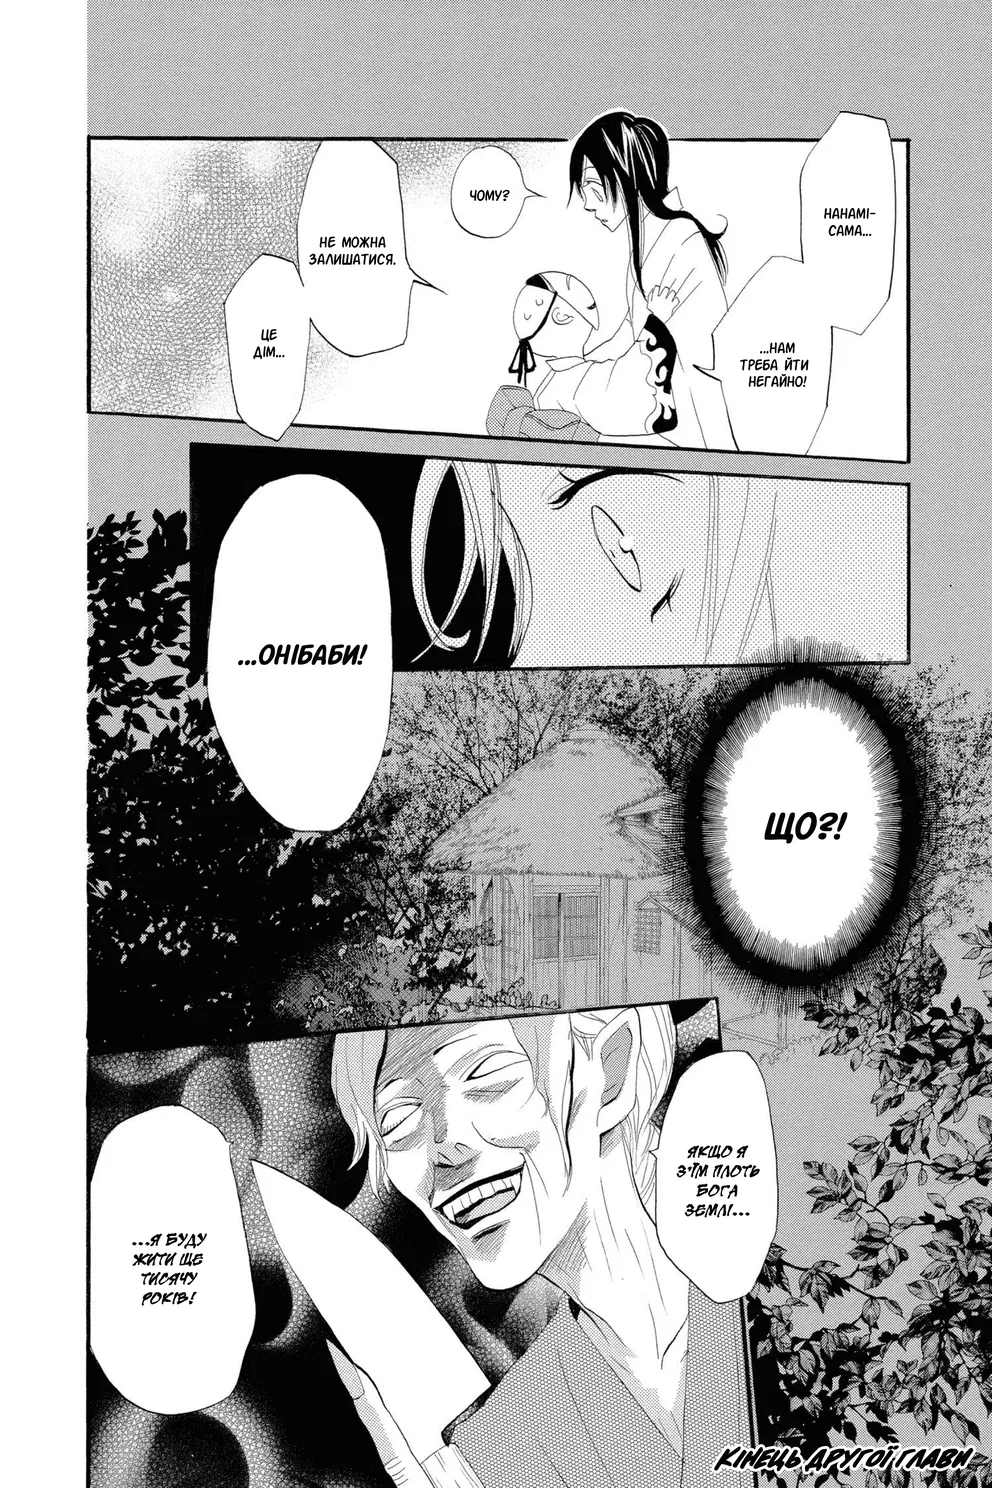 НАНАМІ-
САМА...
...НАМ
ТРЕБА ЙТИ
НЕГАЙНО!
ЧОМУ?
НЕ МОЖНА
ЗАЛИШАТИСЯ.
ЦЕ
ДІМ...
...ОНІБАБИ!
ЩО?!
ЯКЩО Я
З'ЇМ ПЛОТЬ
БОГА
ЗЕМЛІ...
...Я БУДУ
ЖИТИ ЩЕ
ТИСЯЧУ
РОКІВ!
КІНЕЦЬ ДРУГОЇ ГЛАВИ